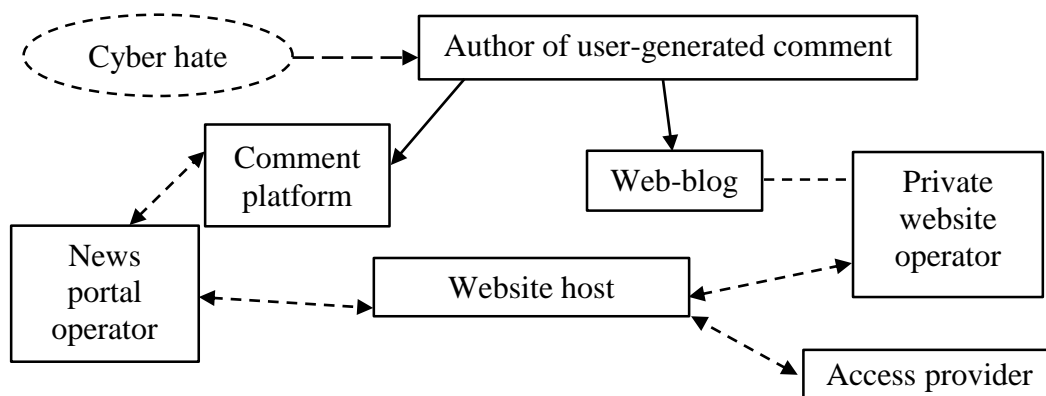 Cyber hate
Author of user-generated comment
Comment
platform
Web-blog
Private
website
operator
News
portal
operator
Website host
Access provider